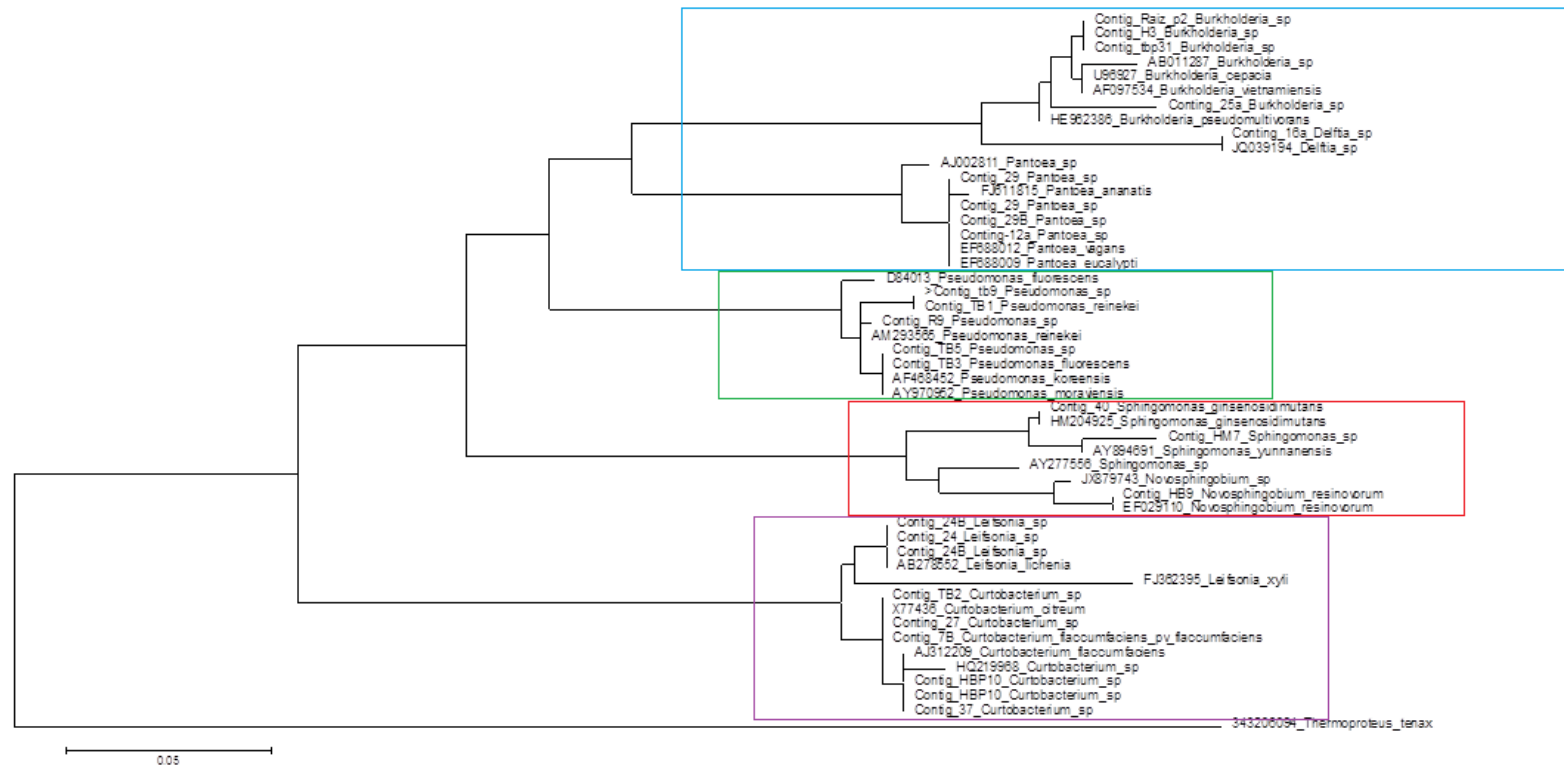 Contig_Raiz_p2_Burkholderia_sp
Contig_H3_Burkholderia_sp
Contig_tbp31_Burkholderia_sp
AB011287_Burkholderia_sp
U96927_Burkholderia_cepacia
AF097534_Burkholderia_vietnamiensis
Conting_25a_Burkholderia_sp
HE962386_Burkholderia_pseudomultivorans
Conting_16a_Delftia_sp
JQ039194_Delftia_sp
AJ002811_Pantoea_sp
Contig_29_Pantoea_sp
FJ611815_Pantoea_ananatis
Contig_29_Pantoea_sp
Contig_29B_Pantoea_sp
Conting-12a_Pantoea_sp
EF688012_Pantoea_vagans
EF688009_Pantoea_eucalypti
D84013_Pseudomonas_fluorescens
>Contig_tb9_Pseudomonas_sp
Contig_TB1_Pseudomonas_reinekei
Contig_R9_Pseudomonas_sp
AM293565_Pseudomonas_reinekei
Contig_TB5_Pseudomonas_sp
Contig_TB3_Pseudomonas_fluorescens
AF468452_Pseudomonas_koreensis
AY970952_Pseudomonas_moraviensis
Contig_40_Sphingomonas_ginsenosidimutans
HM204925_Sphingomonas_ginsenosidimutans
Contig_HM7_Sphingomonas_sp
AY894691_Sphingomonas_yunnanensis
AY277556_Sphingomonas_sp
JX879743_Novosphingobium_sp
Contig_HB9_Novosphingobium_resinovorum
EF029110_Novosphingobium_resinovorum
Contig_24B_Leifsonia_sp
Contig_24_Leifsonia_sp
Contig_24B_Leifsonia_sp
AB278552_Leifsonia_lichenia
FJ362395_Leifsonia_xyli
Contig_TB2_Curtobacterium_sp
X77436_Curtobacterium_citreum
Conting_27_Curtobacterium_sp
Contig_7B_Curtobacterium_flaccumfaciens_pv_flaccumfaciens
AJ312209_Curtobacterium_flaccumfaciens
HQ219968_Curtobacterium_sp
Contig_HBP10_Curtobacterium_sp
Contig_HBP10_Curtobacterium_sp
Contig_37_Curtobacterium_sp
343206094_Thermoproteus_tenax
0.05